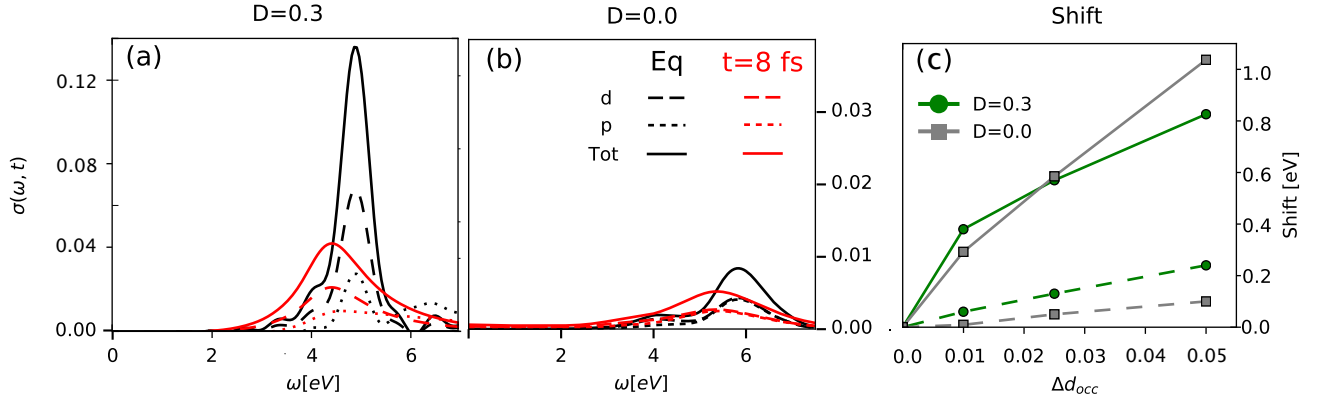 D=0.3
D=0.0
Shift
(a)
(b)
(c)
Eq
t=8 fs
d
p
Tot
D=0.3
D=0.0
0.12
0.08
0.04
0.00
σ(ω, t)
0
2
4
6
ω[eV]
2
4
6
ω[eV]
0.03
0.02
0.01
0.00
1.0
0.8
0.6
0.4
0.2
0.0
Shift [eV]
0.0
0.01
0.02
0.03
0.04
0.05
Δd_occ